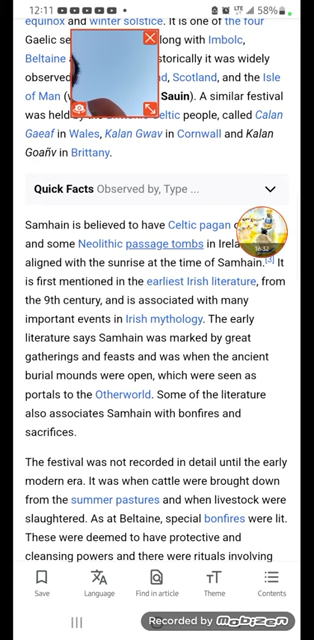 12:11 58%
equinox and winter solstice. It is one of the four
Gaelic se long with Imbolc,
Beltaine storically it was widely
observed d, Scotland, and the Isle
of Man ( Sauin). A similar festival
was held by the Celtic people, called Calan
Gaeaf in Wales, Kalan Gwav in Cornwall and Kalan
Goañv in Brittany.
Quick Facts Observed by, Type ...
Samhain is believed to have Celtic pagan
and some Neolithic passage tombs in Irela
aligned with the sunrise at the time of Samhain.[3] It
is first mentioned in the earliest Irish literature, from
the 9th century, and is associated with many
important events in Irish mythology. The early
literature says Samhain was marked by great
gatherings and feasts and was when the ancient
burial mounds were open, which were seen as
portals to the Otherworld. Some of the literature
also associates Samhain with bonfires and
sacrifices.
The festival was not recorded in detail until the early
modern era. It was when cattle were brought down
from the summer pastures and when livestock were
slaughtered. As at Beltaine, special bonfires were lit.
These were deemed to have protective and
cleansing powers and there were rituals involving
Save Language Find in article Theme Contents
Recorded by Mobizen